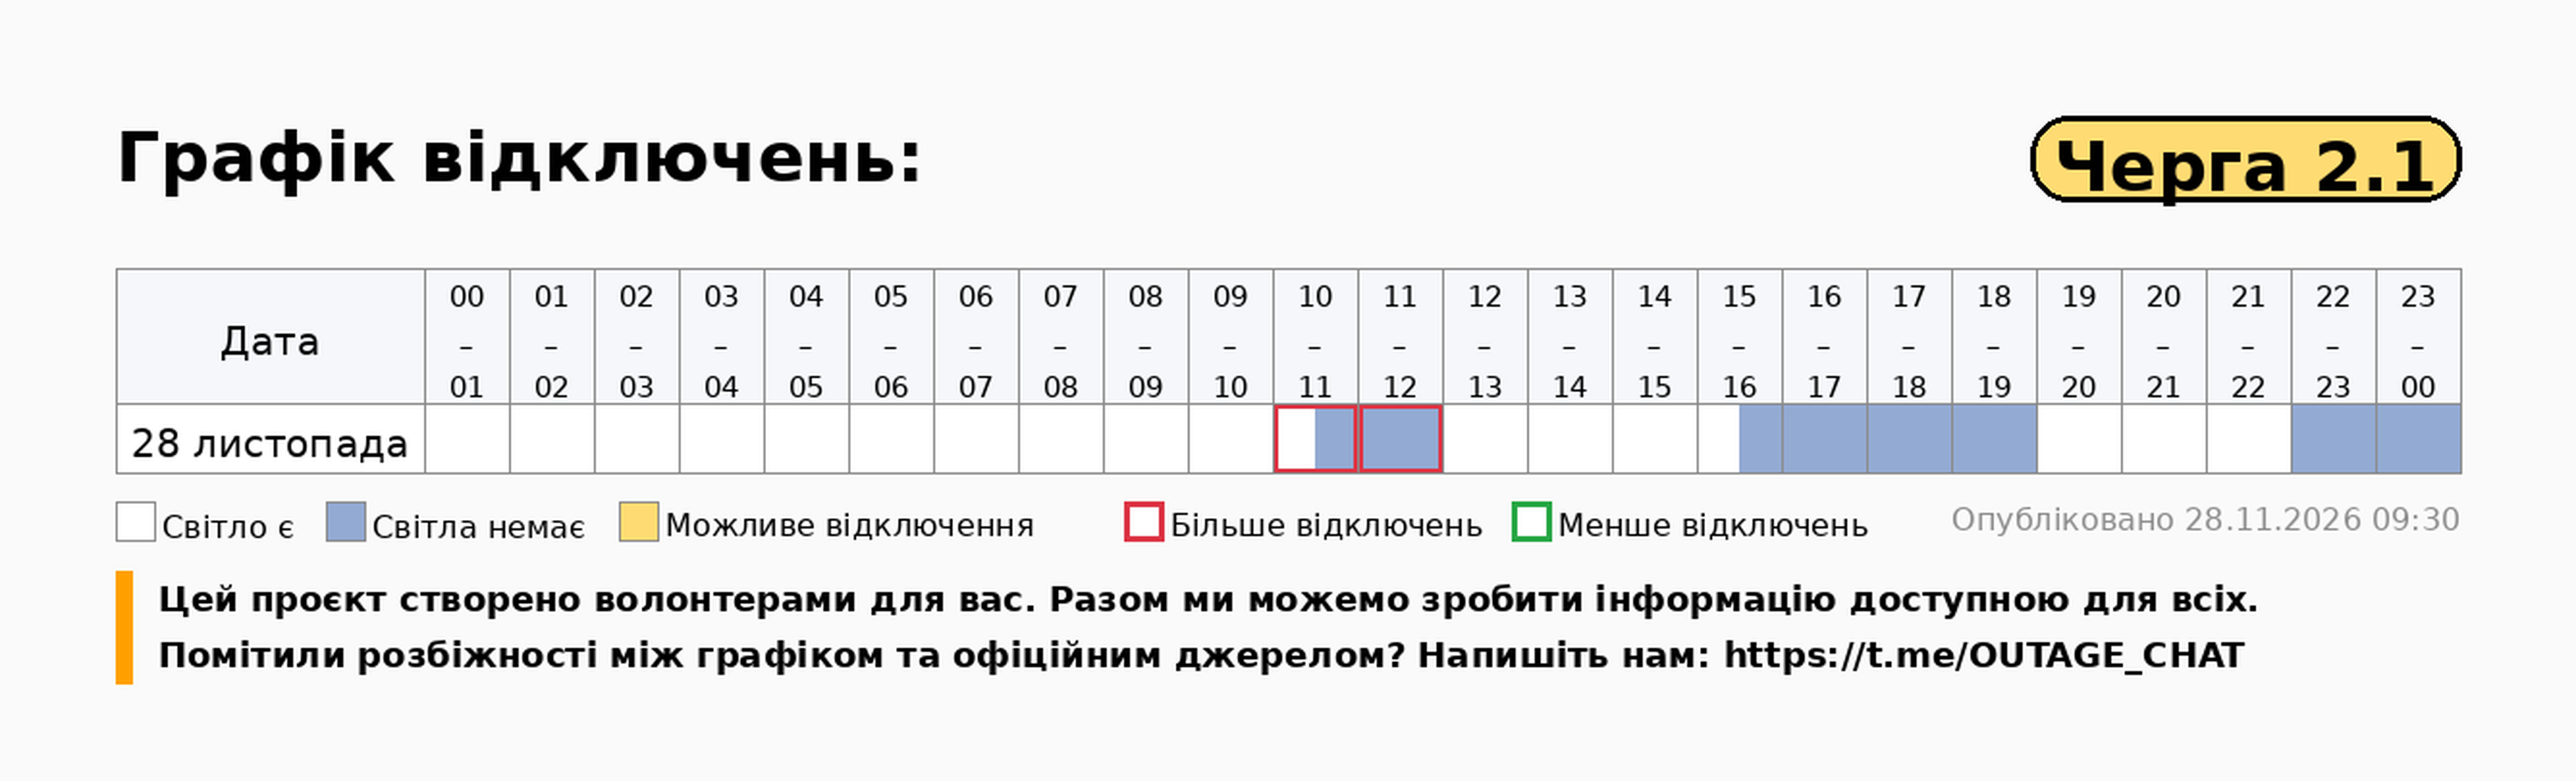 Графік відключень:
Черга 2.1
Дата
00 – 01
01 – 02
02 – 03
03 – 04
04 – 05
05 – 06
06 – 07
07 – 08
08 – 09
09 – 10
10 – 11
11 – 12
12 – 13
13 – 14
14 – 15
15 – 16
16 – 17
17 – 18
18 – 19
19 – 20
20 – 21
21 – 22
22 – 23
23 – 00
28 листопада
Світло є
Світла немає
Можливе відключення
Більше відключень
Менше відключень
Опубліковано 28.11.2026 09:30
Цей проєкт створено волонтерами для вас. Разом ми можемо зробити інформацію доступною для всіх.
Помітили розбіжності між графіком та офіційним джерелом? Напишіть нам: https://t.me/OUTAGE_CHAT